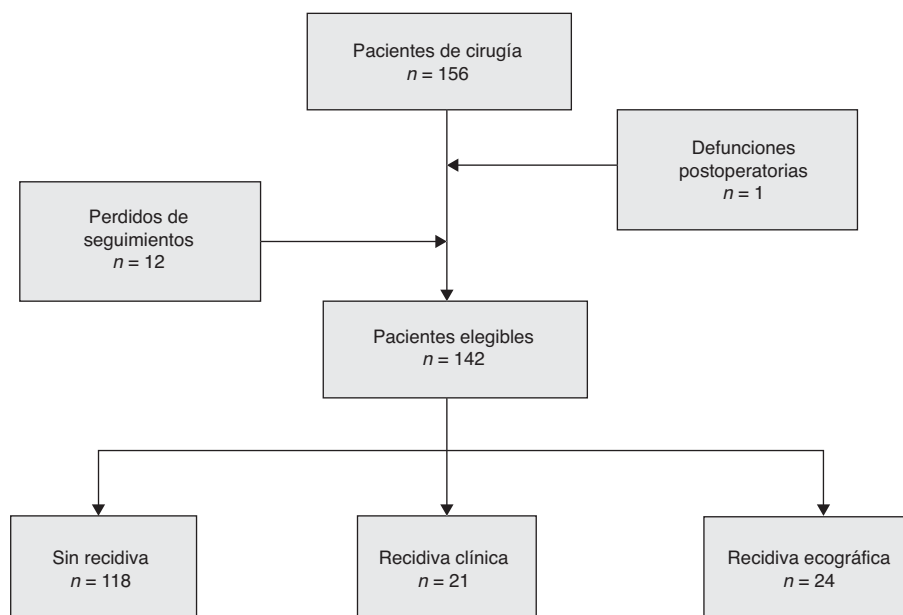 Pacientes de cirugía
n = 156
Defunciones
postoperatorias
n = 1
Perdidos de
seguimientos
n = 12
Pacientes elegibles
n = 142
Sin recidiva
n = 118
Recidiva clínica
n = 21
Recidiva ecográfica
n = 24